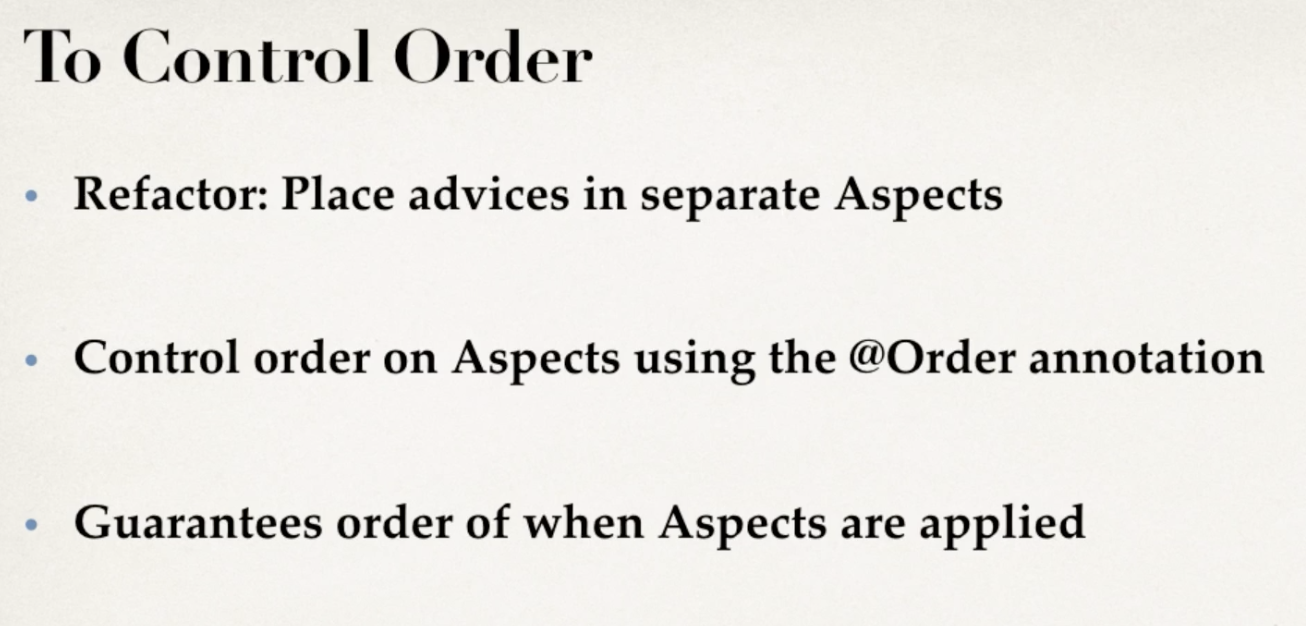 To Control Order
• Refactor: Place advices in separate Aspects
• Control order on Aspects using the @Order annotation
• Guarantees order of when Aspects are applied